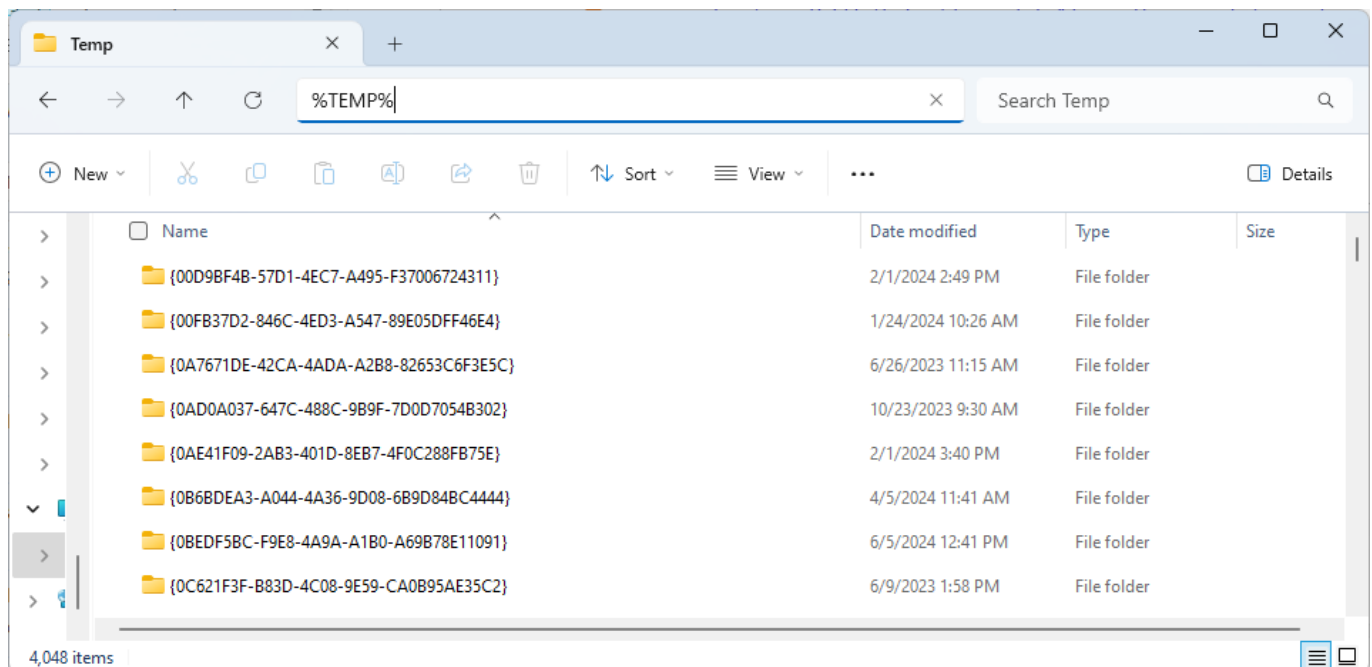 Temp
%TEMP%
Search Temp
New Sort View ... Details
Name Date modified Type Size
{00D9BF4B-57D1-4EC7-A495-F37006724311} 2/1/2024 2:49 PM File folder
{00FB37D2-846C-4ED3-A547-89E05DFF46E4} 1/24/2024 10:26 AM File folder
{0A7671DE-42CA-4ADA-A2B8-82653C6F3E5C} 6/26/2023 11:15 AM File folder
{0AD0A037-647C-488C-9B9F-7D0D7054B302} 10/23/2023 9:30 AM File folder
{0AE41F09-2AB3-401D-8EB7-4F0C288FB75E} 2/1/2024 3:40 PM File folder
{0B6BDEA3-A044-4A36-9D08-6B9D84BC4444} 4/5/2024 11:41 AM File folder
{0BEDF5BC-F9E8-4A9A-A1B0-A69B78E11091} 6/5/2024 12:41 PM File folder
{0C621F3F-B83D-4C08-9E59-CA0B95AE35C2} 6/9/2023 1:58 PM File folder
4,048 items